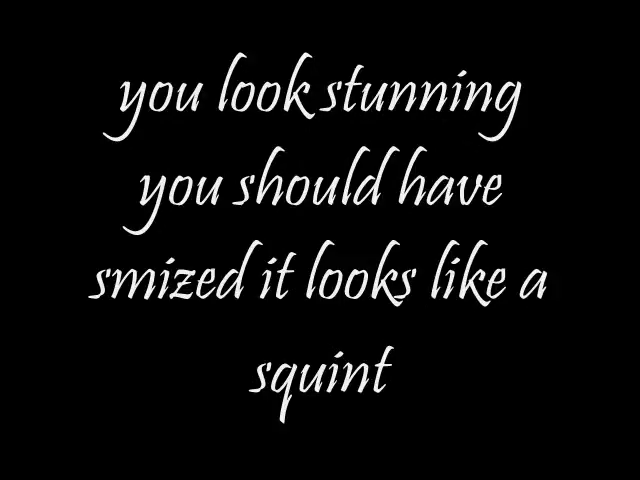 you look stunning
you should have
smized it looks like a
squint